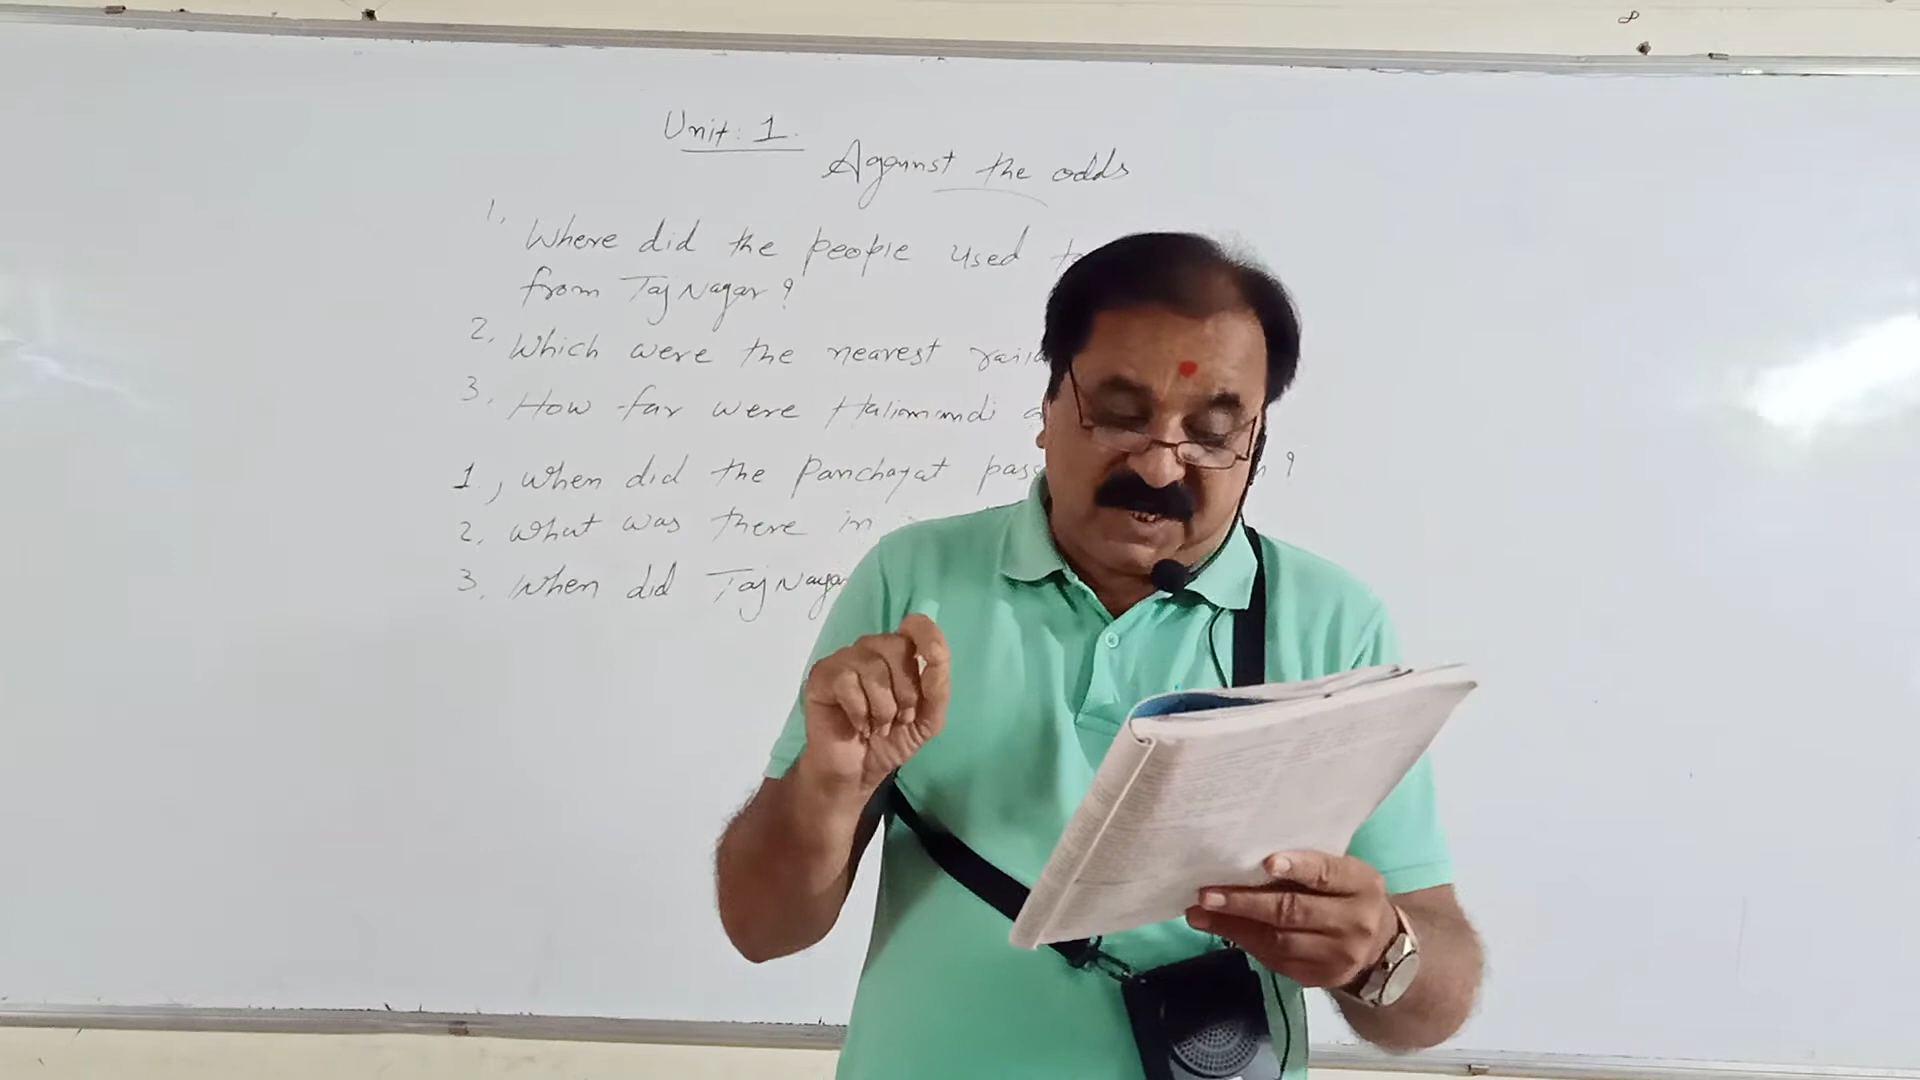 Unit: 1.
Against the odds
1. Where did the people used to
from Taj Nagar?
2. Which were the nearest
3. How far were Haliamandi
1, When did the Panchayat pass
2. What was there in
3. When did Taj Nagar